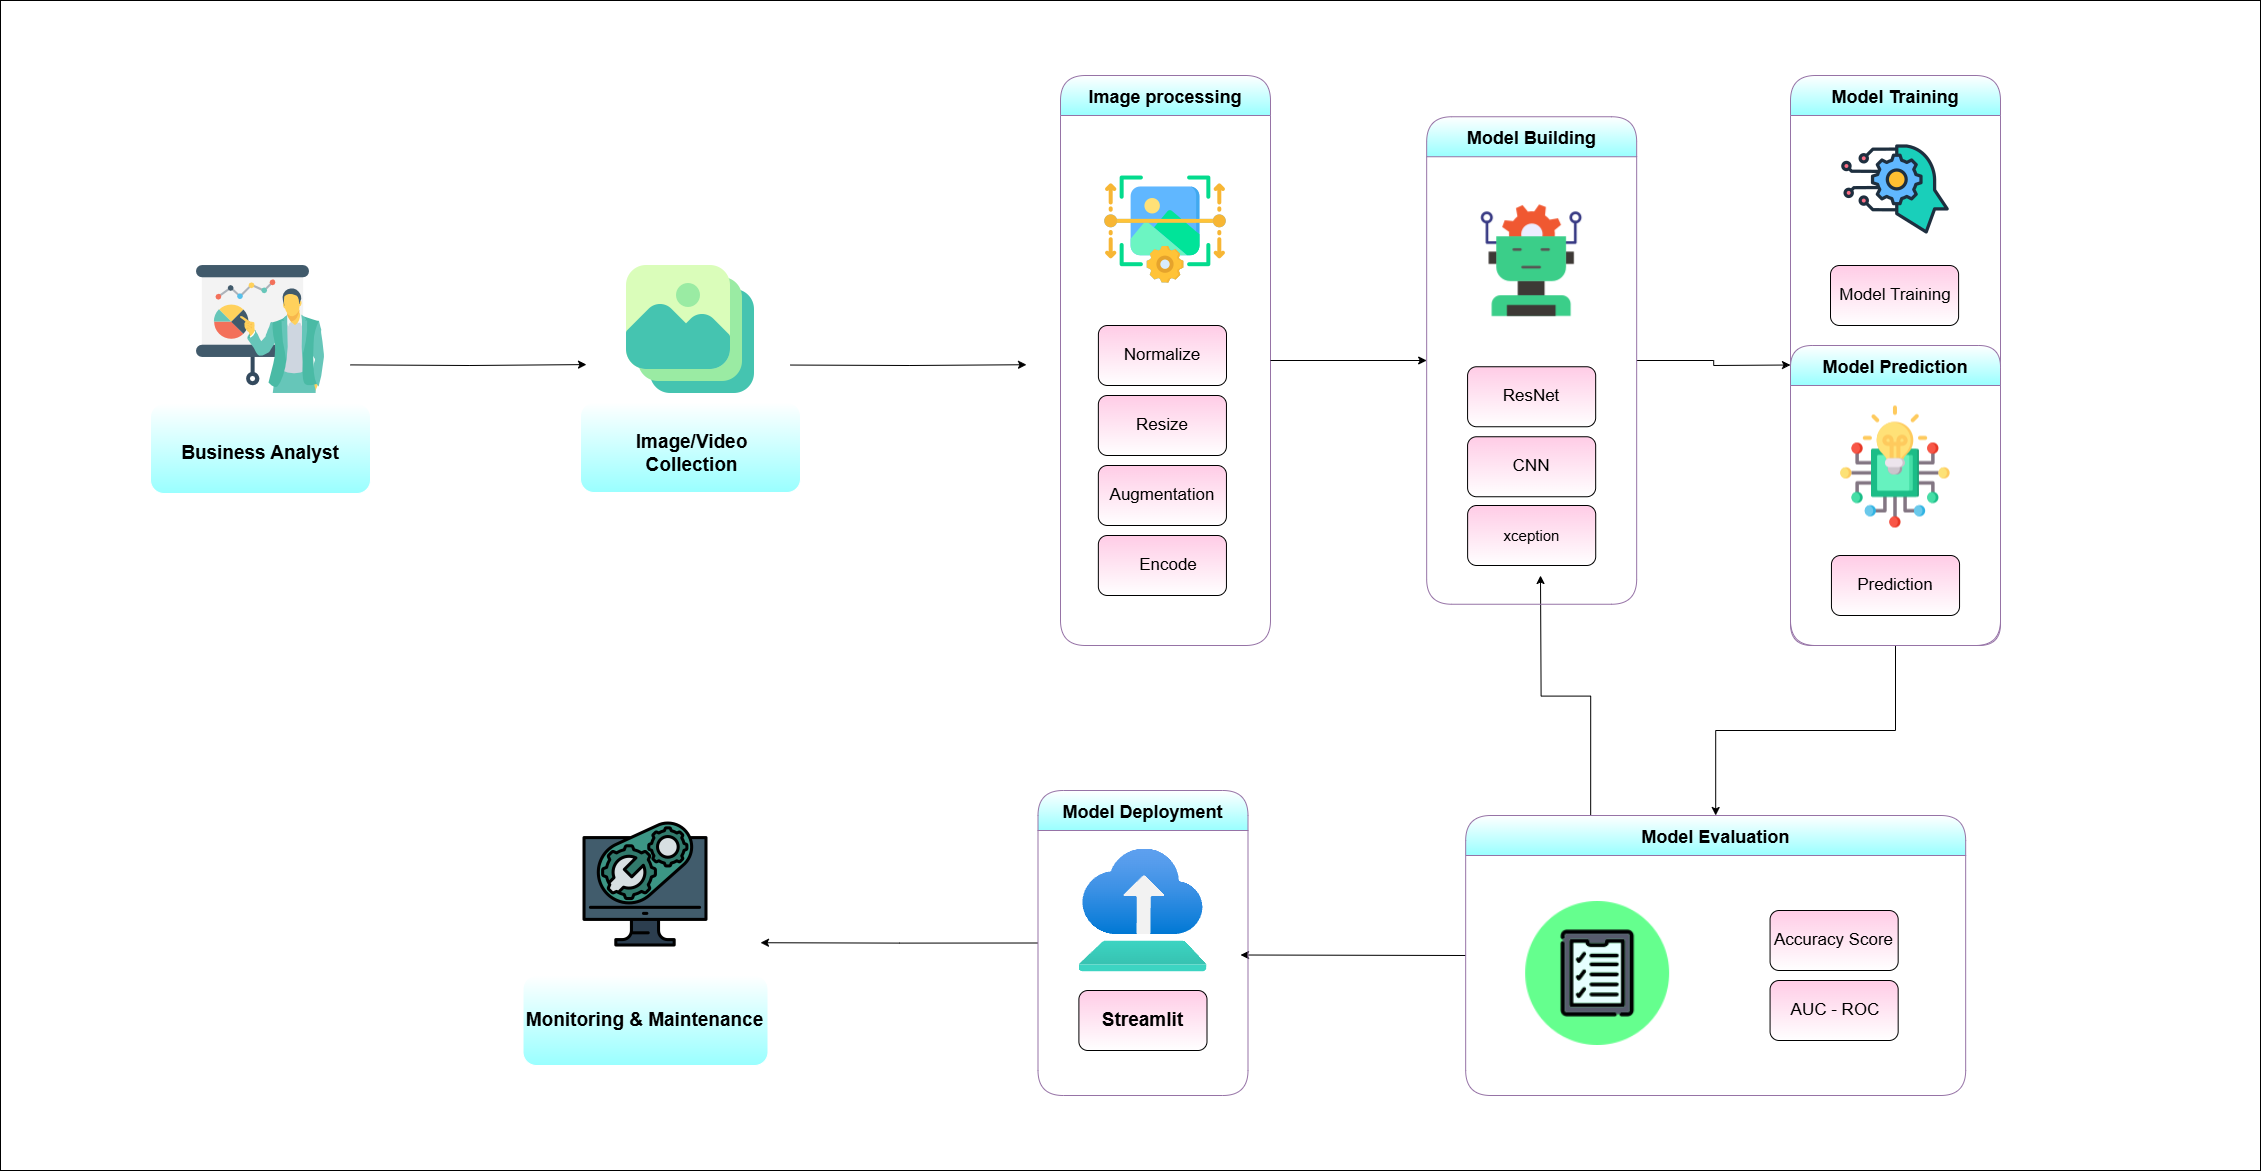 Business Analyst
Image/Video
Collection
Image processing
Normalize
Resize
Augmentation
Encode
Model Building
ResNet
CNN
xception
Model Training
Model Training
Model Prediction
Prediction
Model Evaluation
Accuracy Score
AUC - ROC
Model Deployment
Streamlit
Monitoring & Maintenance